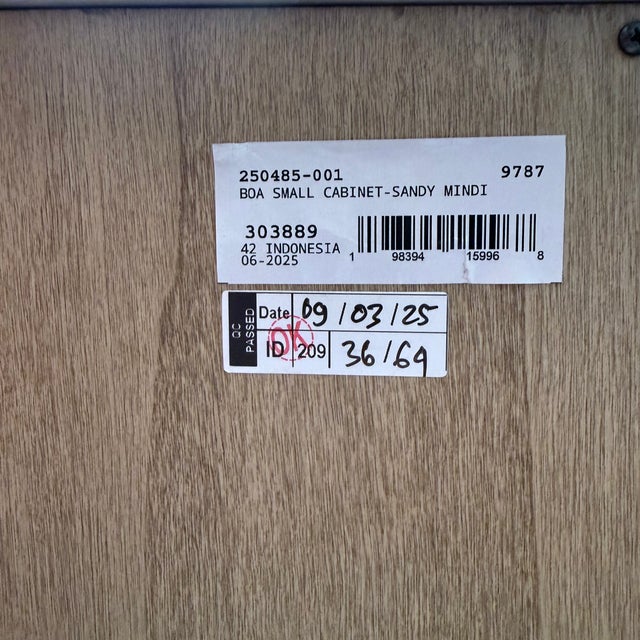 250485-001 9787
BOA SMALL CABINET-SANDY MINDI
303889
42 INDONESIA
06-2025
1 98394 15996 8
QC PASSED
Date 09/03/25
OK
ID 209 36/69